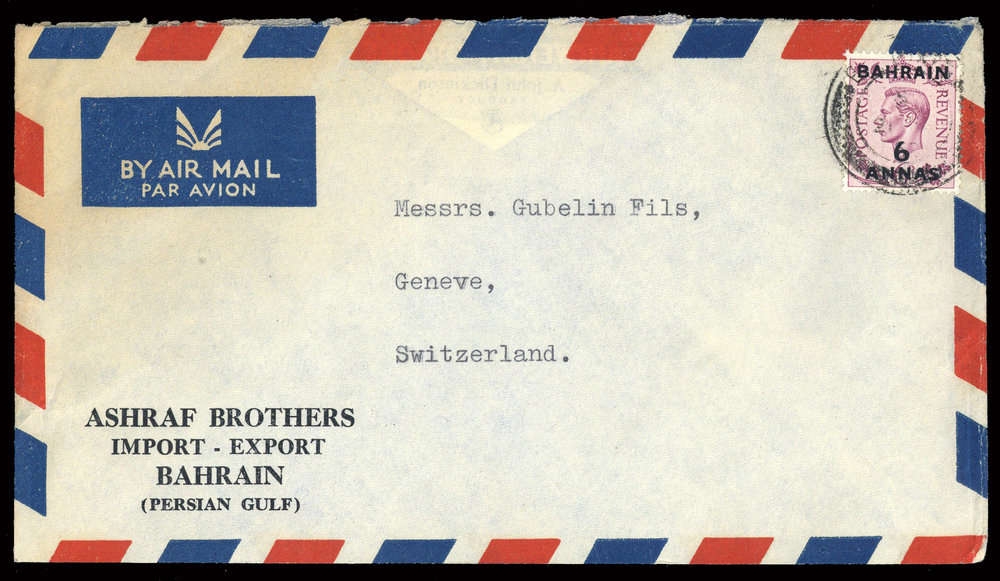 BY AIR MAIL
PAR AVION
BAHRAIN
POSTAGE
REVENUE
6
ANNAS
Messrs. Gubelin Fils,
Geneve,
Switzerland.
ASHRAF BROTHERS
IMPORT - EXPORT
BAHRAIN
(PERSIAN GULF)